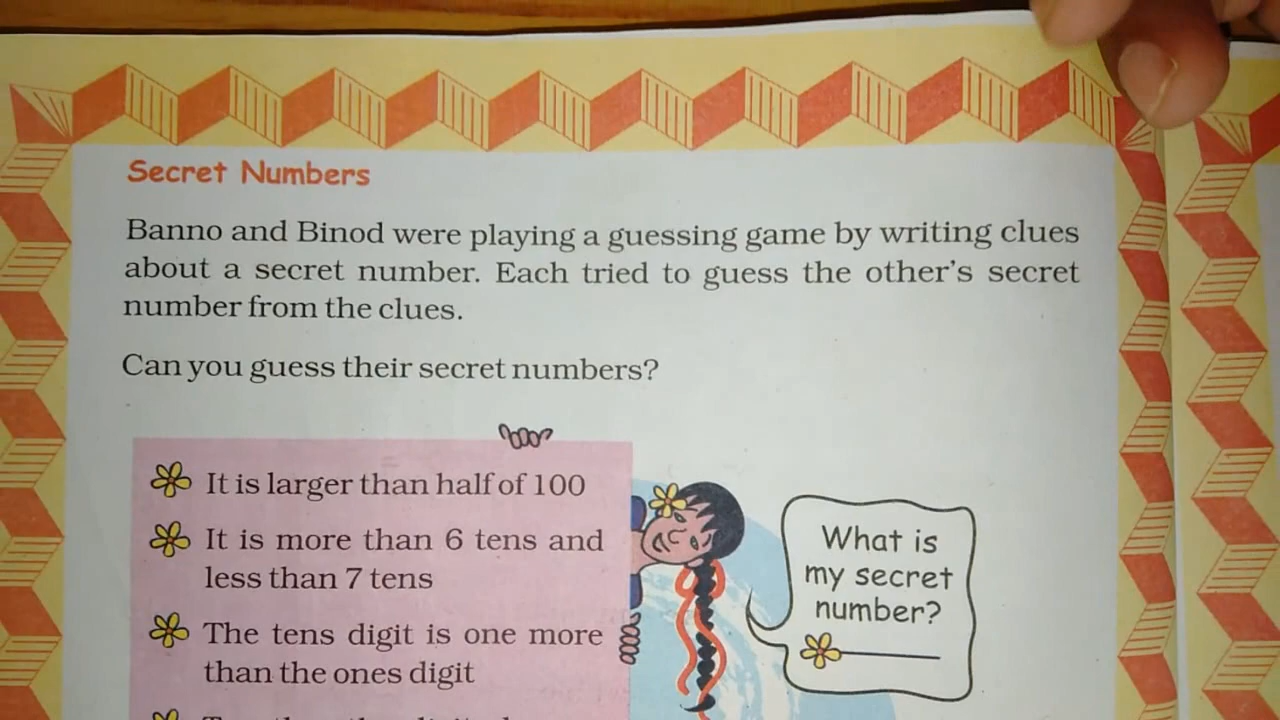 Secret Numbers
Banno and Binod were playing a guessing game by writing clues
about a secret number. Each tried to guess the other's secret
number from the clues.
Can you guess their secret numbers?
It is larger than half of 100
It is more than 6 tens and
less than 7 tens
The tens digit is one more
than the ones digit
What is
my secret
number?